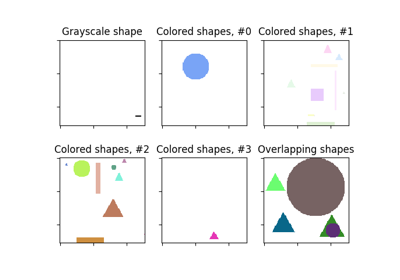 Grayscale shape
Colored shapes, #0
Colored shapes, #1
Colored shapes, #2
Colored shapes, #3
Overlapping shapes